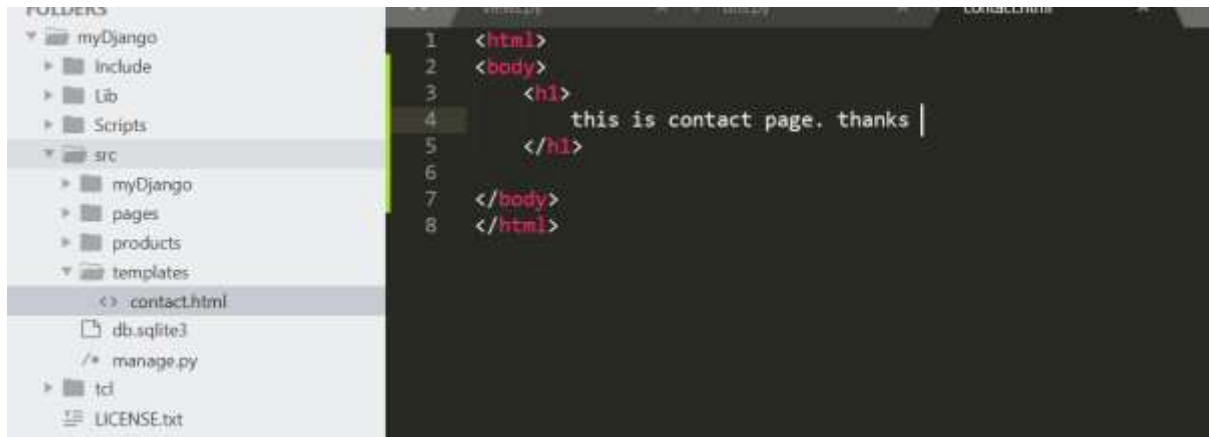 FOLDERS
myDjango
Include
Lib
Scripts
src
myDjango
pages
products
templates
<> contact.html
db.sqlite3
/* manage.py
tcl
LICENSE.txt
contact.html
1 <html>
2 <body>
3 <h1>
4 this is contact page. thanks
5 </h1>
6
7 </body>
8 </html>